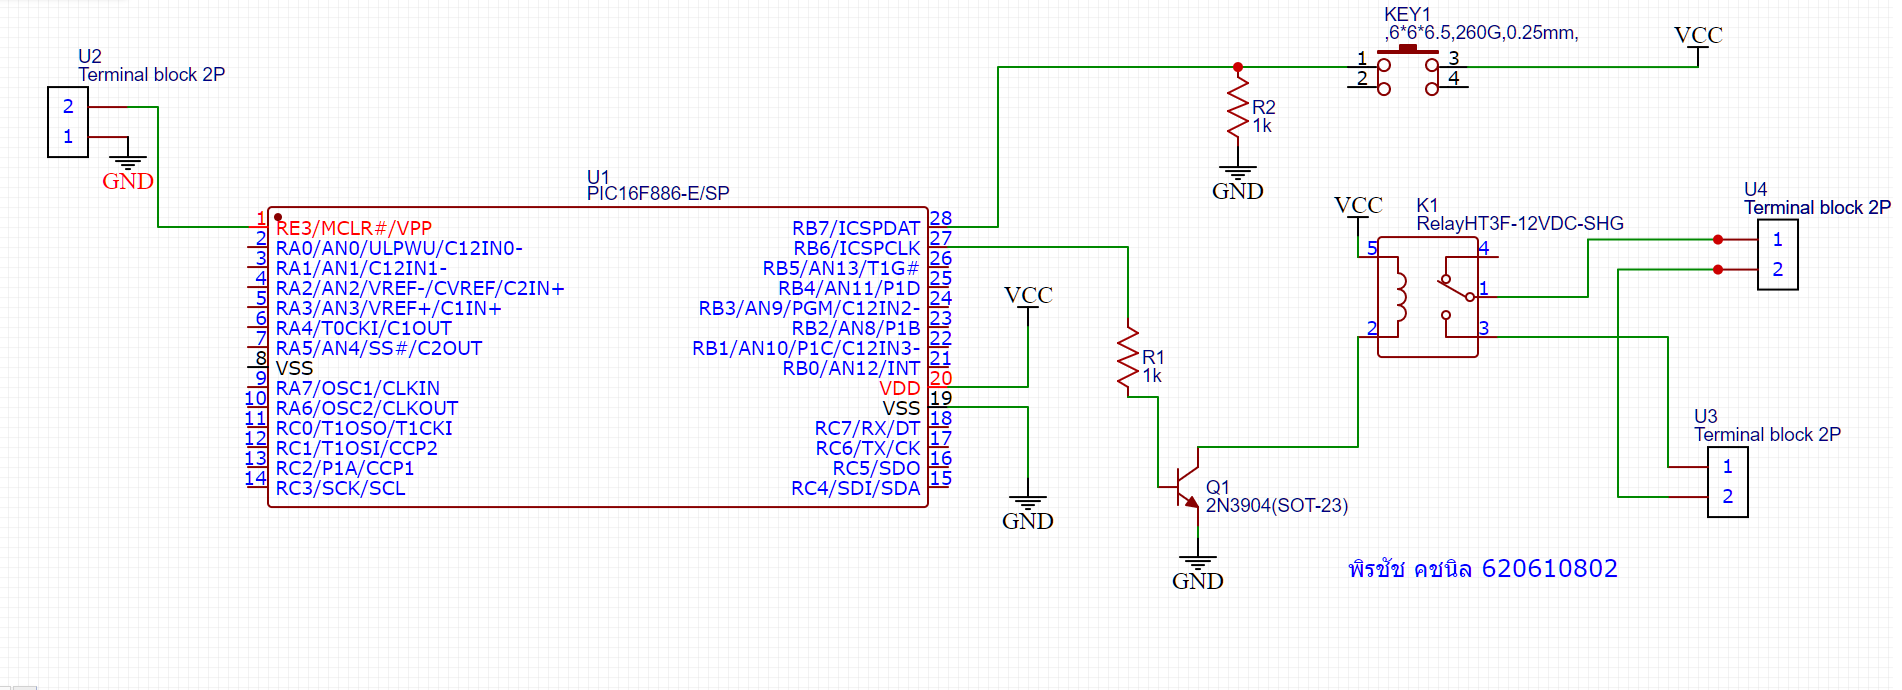 KEY1
,6*6*6.5,260G,0.25mm,
VCC
1
3
2
4
U2
Terminal block 2P
2
1
GND
R2
1k
GND
U1
PIC16F886-E/SP
1 RE3/MCLR#/VPP
2 RA0/AN0/ULPWU/C12IN0-
3 RA1/AN1/C12IN1-
4 RA2/AN2/VREF-/CVREF/C2IN+
5 RA3/AN3/VREF+/C1IN+
6 RA4/T0CKI/C1OUT
7 RA5/AN4/SS#/C2OUT
8 VSS
9 RA7/OSC1/CLKIN
10 RA6/OSC2/CLKOUT
11 RC0/T1OSO/T1CKI
12 RC1/T1OSI/CCP2
13 RC2/P1A/CCP1
14 RC3/SCK/SCL
RB7/ICSPDAT 28
RB6/ICSPCLK 27
RB5/AN13/T1G# 26
RB4/AN11/P1D 25
RB3/AN9/PGM/C12IN2- 24
RB2/AN8/P1B 23
RB1/AN10/P1C/C12IN3- 22
RB0/AN12/INT 21
VDD 20
VSS 19
RC7/RX/DT 18
RC6/TX/CK 17
RC5/SDO 16
RC4/SDI/SDA 15
VCC
GND
R1
1k
Q1
2N3904(SOT-23)
GND
VCC
K1
RelayHT3F-12VDC-SHG
5
4
1
2
3
U4
Terminal block 2P
1
2
U3
Terminal block 2P
1
2
พิรชัช คชนิล 620610802